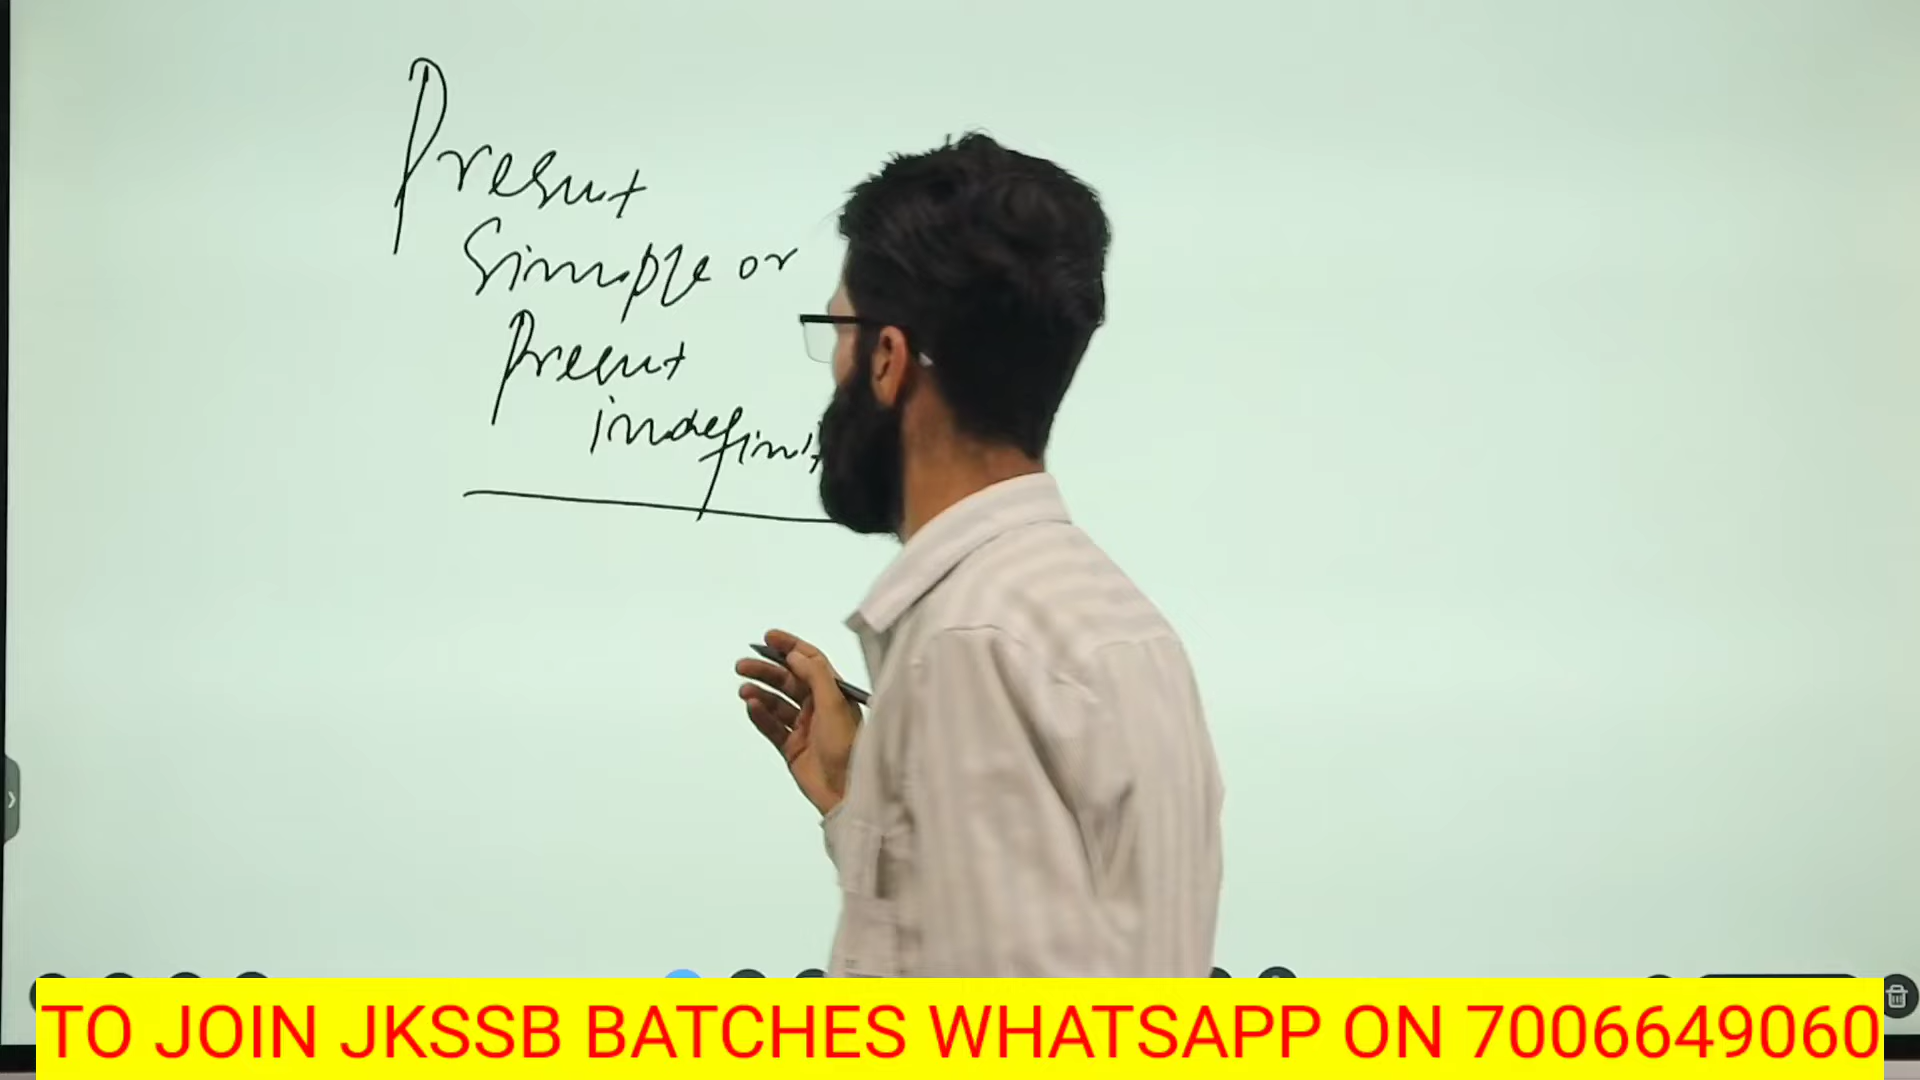 Present
Simple or
Present
indefinit
TO JOIN JKSSB BATCHES WHATSAPP ON 7006649060